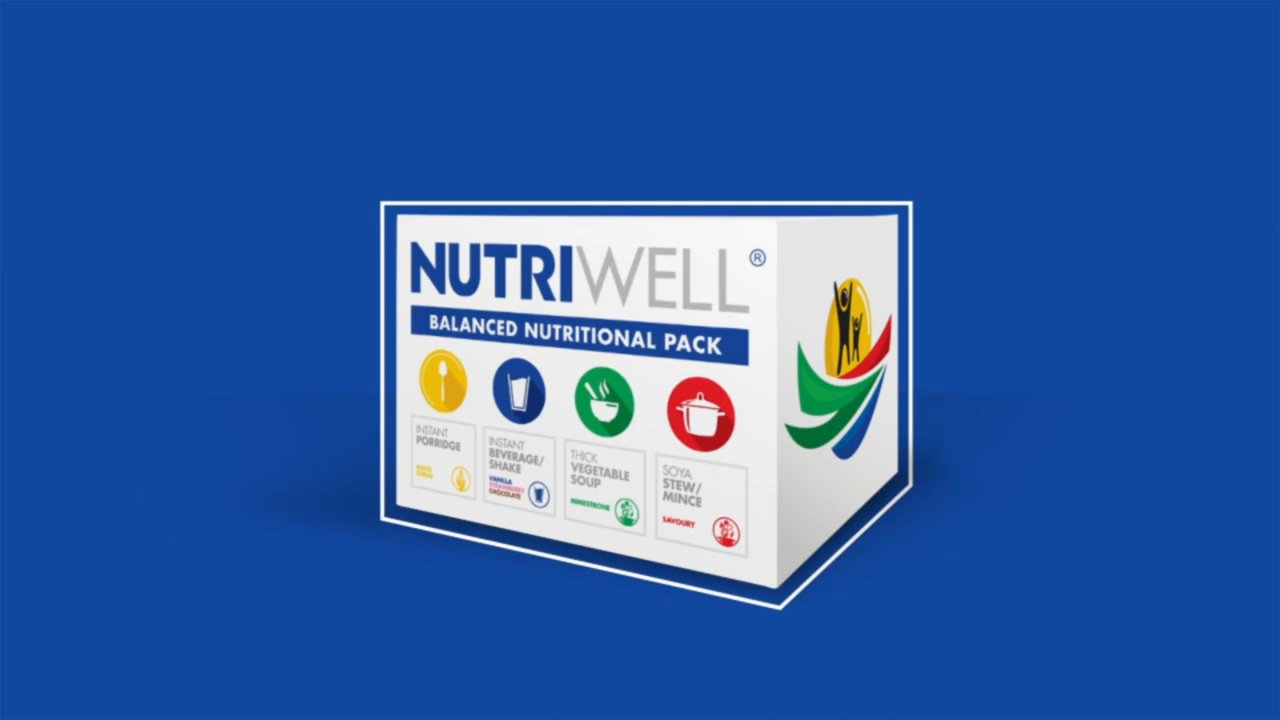 NUTRIWELL®
BALANCED NUTRITIONAL PACK
INSTANT
PORRIDGE
INSTANT
BEVERAGE/
SHAKE
VANILLA
STRAWBERRY
CHOCOLATE
THICK
VEGETABLE
SOUP
MINESTRONE
SOYA
STEW/
MINCE
SAVOURY